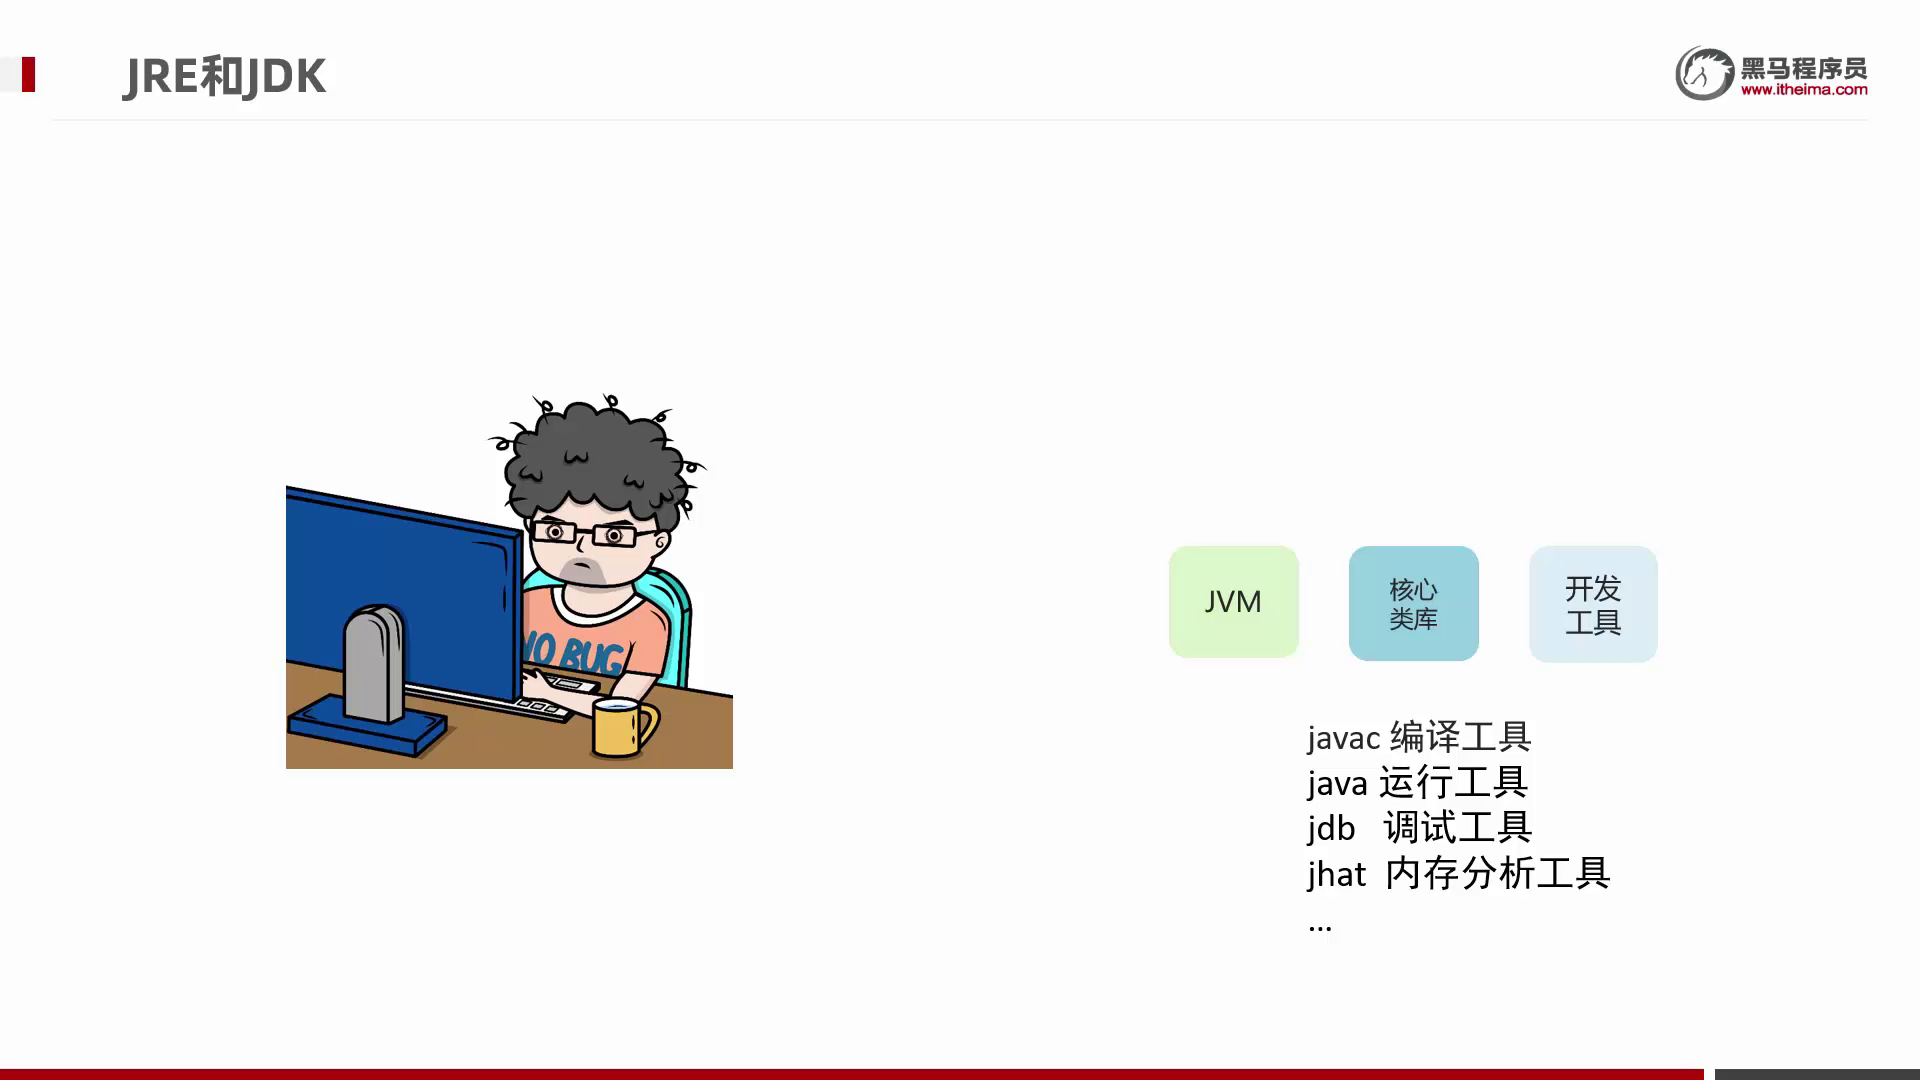 JRE和JDK
黑马程序员
www.itheima.com
NO BUG
JVM
核心
类库
开发
工具
javac 编译工具
java 运行工具
jdb 调试工具
jhat 内存分析工具
...